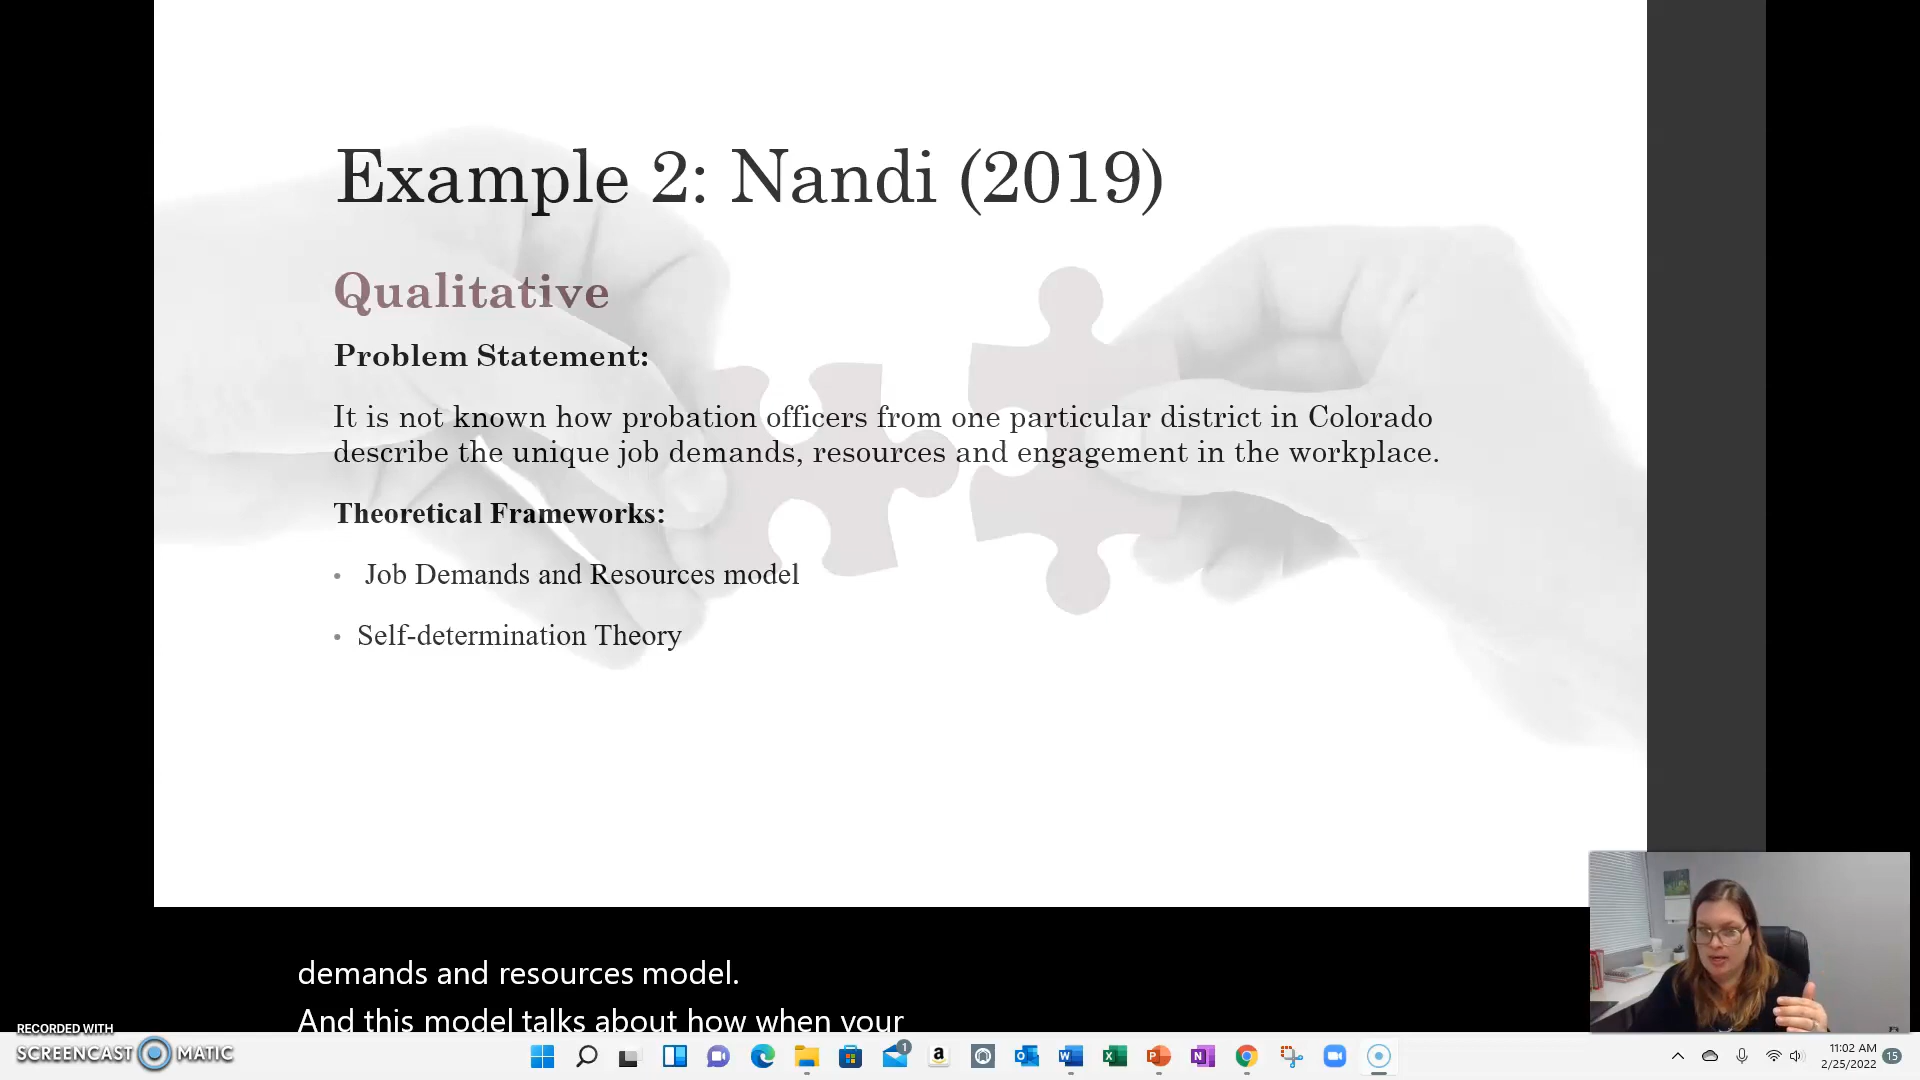 Example 2: Nandi (2019)
Qualitative
Problem Statement:
It is not known how probation officers from one particular district in Colorado
describe the unique job demands, resources and engagement in the workplace.
Theoretical Frameworks:
• Job Demands and Resources model
• Self-determination Theory
demands and resources model.
And this model talks about how when your
RECORDED WITH
SCREENCAST MATIC
1
a
11:02 AM
2/25/2022
15